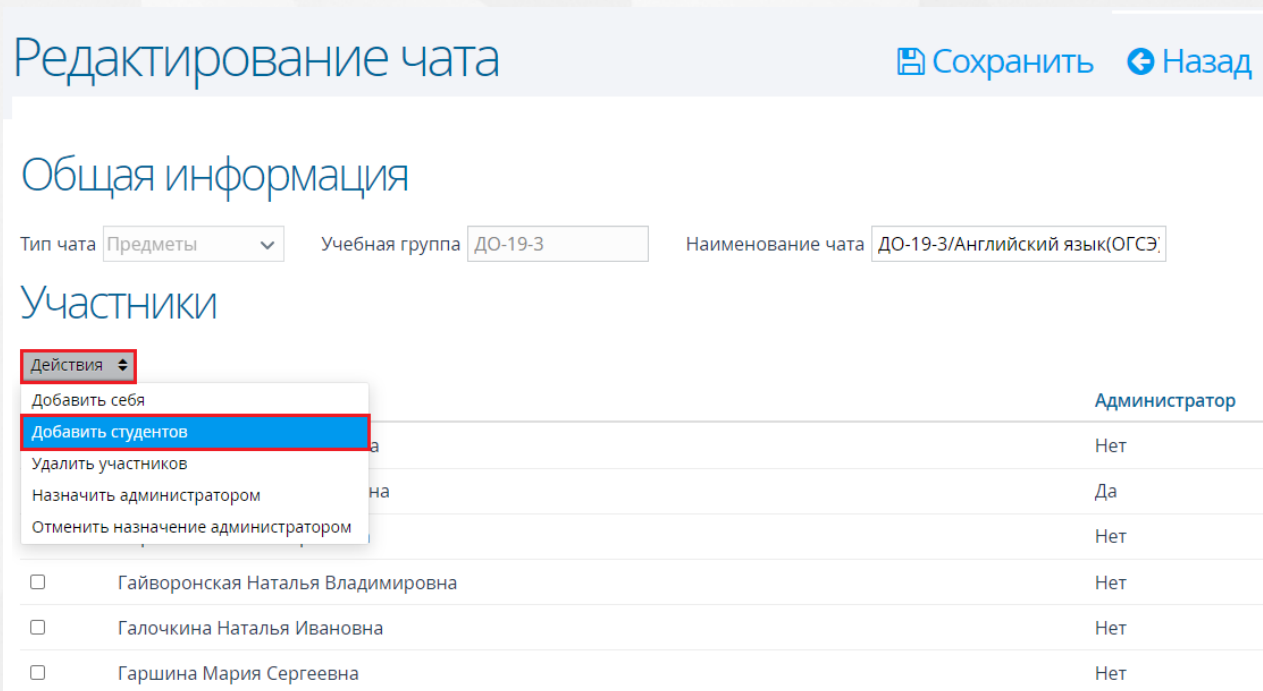 Редактирование чата
Сохранить
Назад
Общая информация
Тип чата Предметы Учебная группа ДО-19-3 Наименование чата ДО-19-3/Английский язык(ОГСЭ)
Участники
Действия
Добавить себя
Администратор
Добавить студентов
а Нет
Удалить участников
на Да
Назначить администратором
Отменить назначение администратором
Нет
Гайворонская Наталья Владимировна Нет
Галочкина Наталья Ивановна Нет
Гаршина Мария Сергеевна Нет